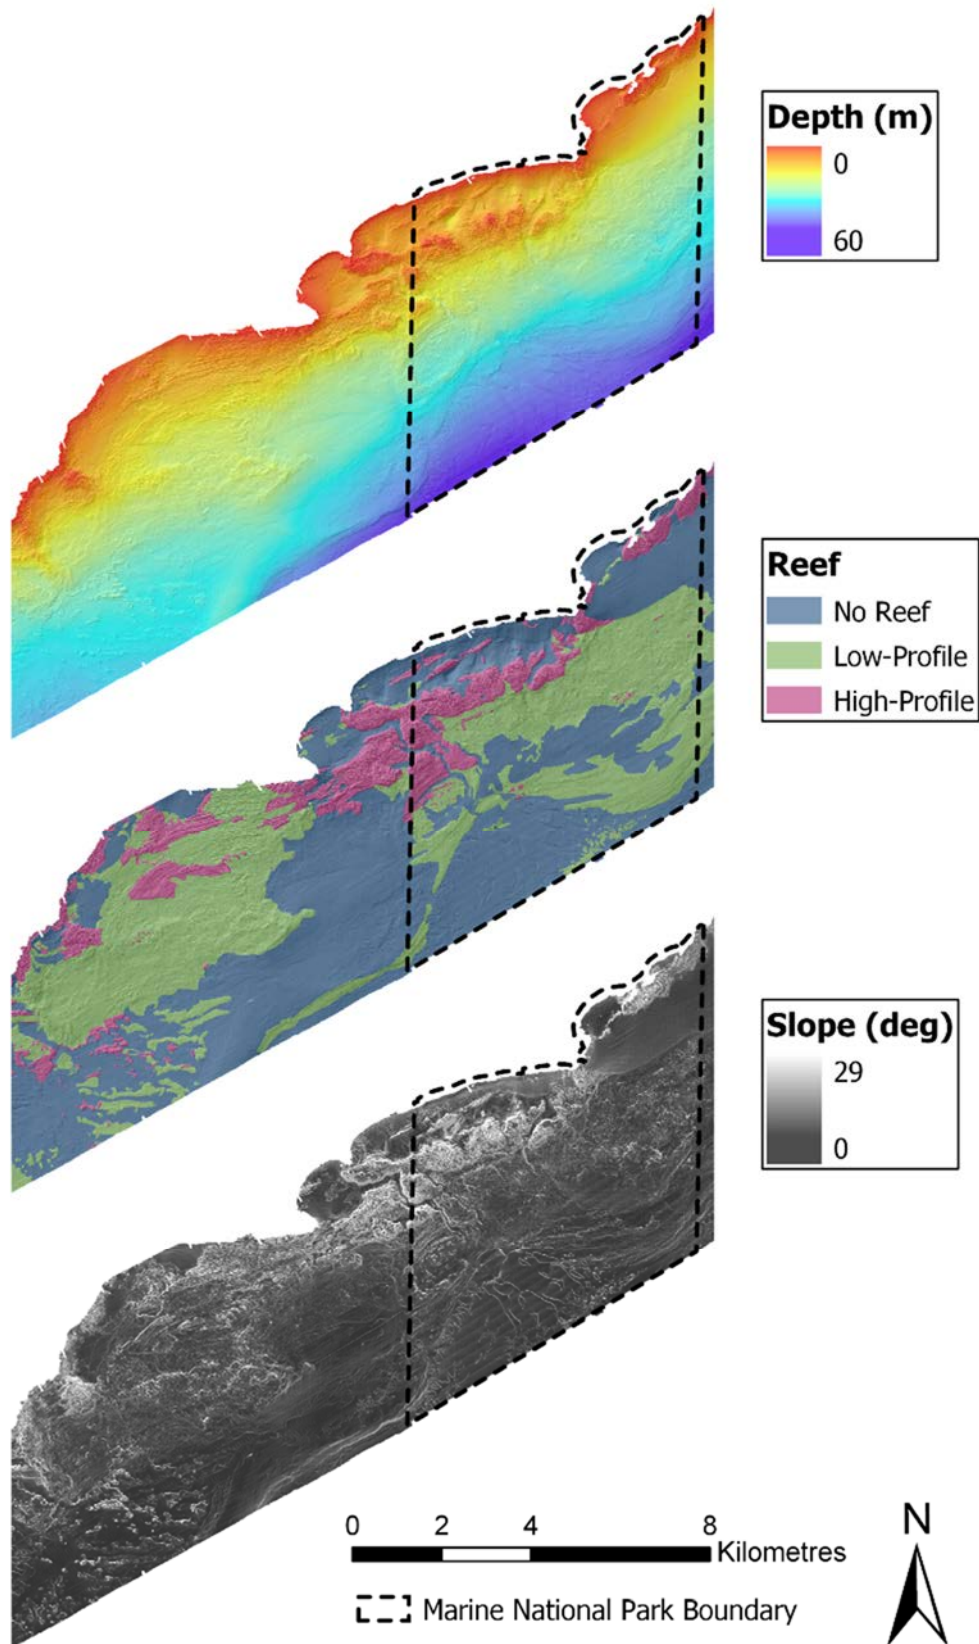 Depth (m)
0
60
Reef
No Reef
Low-Profile
High-Profile
Slope (deg)
29
0
0 2 4 8
Kilometres
Marine National Park Boundary
N